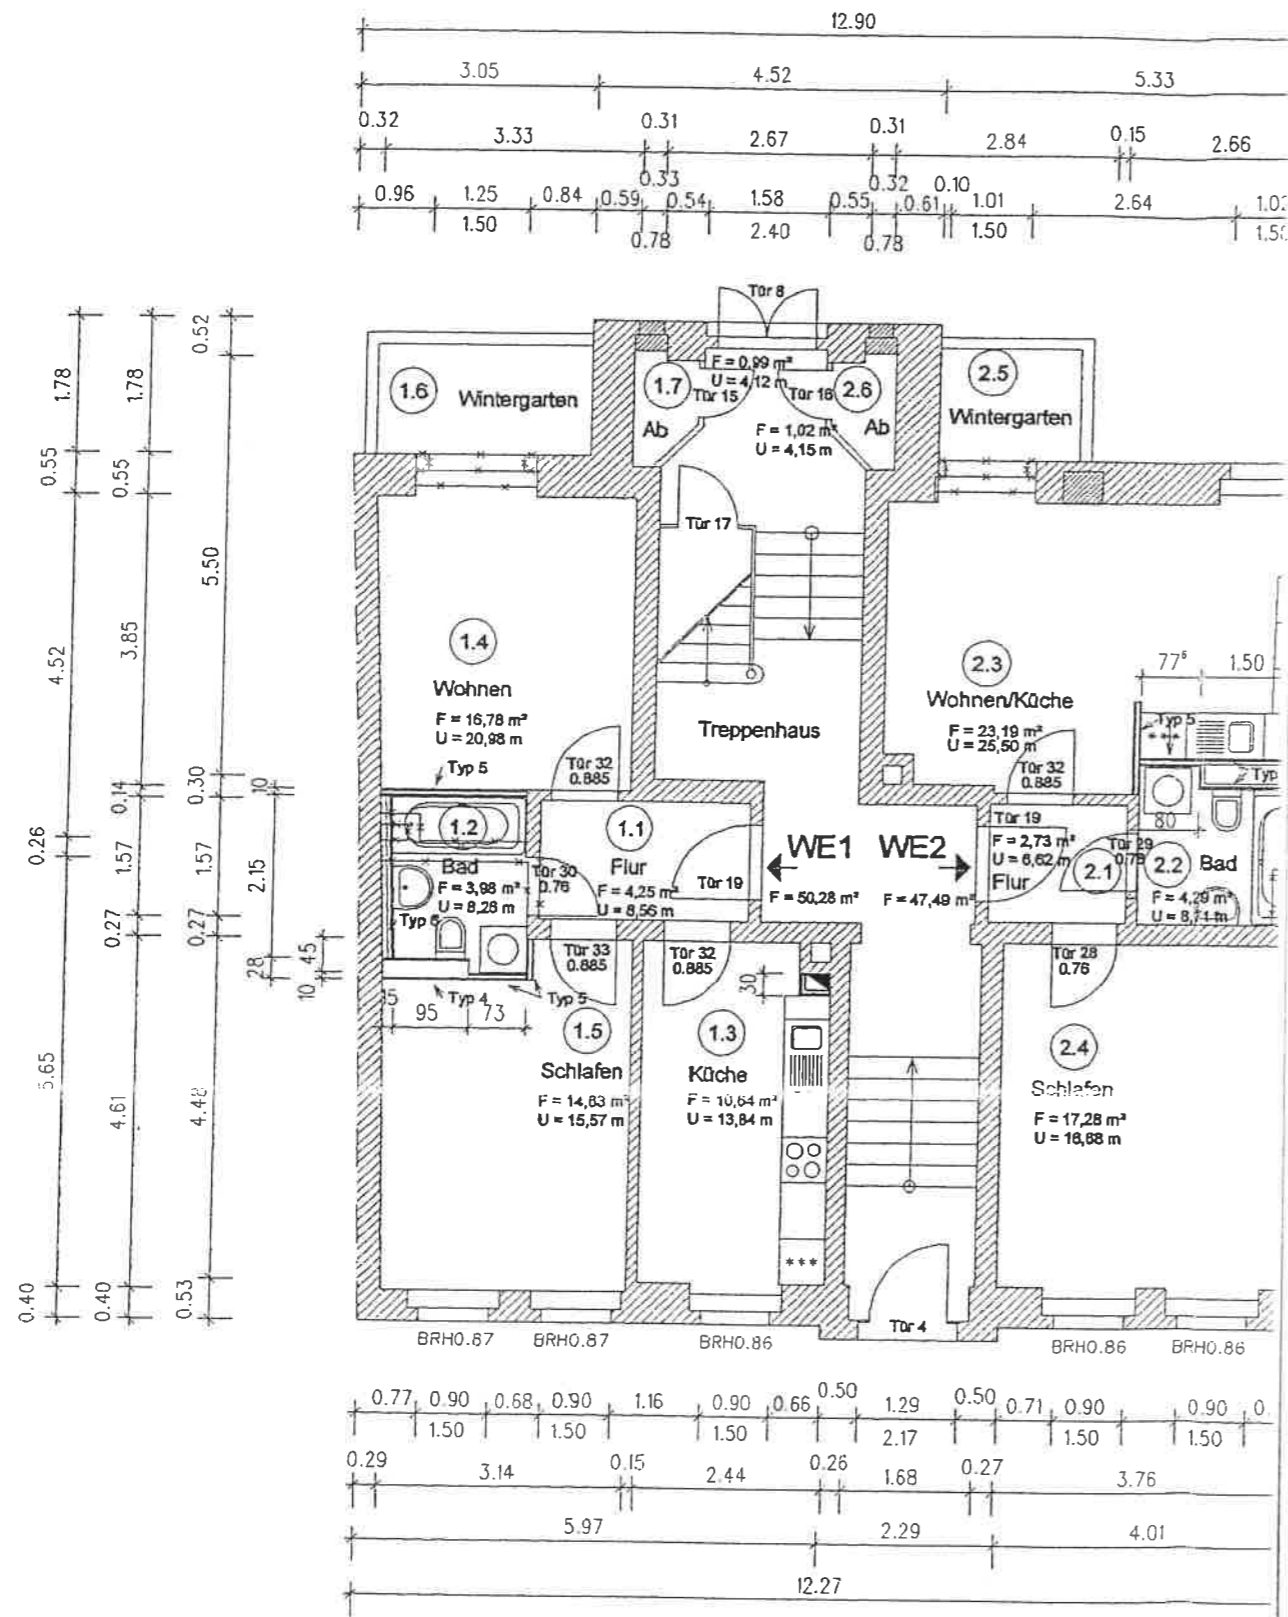 12.90
3.05 4.52 5.33
0.32 3.33 0.31 2.67 0.31 2.84 0.15 2.66
0.33 0.32 0.10
0.96 1.25 0.84 0.59 0.54 1.58 0.55 0.61 1.01 2.64
1.50 0.78 2.40 0.78 1.50
0.52
1.78 1.78
0.55 0.55
5.50
4.52 3.85
10 0.14 0.30
0.26 1.57 1.57 2.15
0.27 0.27
28 45
10
4.61 4.48
0.40 0.40 0.53
Tür 8
F = 0,99 m²
U = 4,12 m
1.7
Tür 15
Tür 16
2.6
Ab
Ab
F = 1,02 m²
U = 4,15 m
1.6
Wintergarten
2.5
Wintergarten
Tür 17
1.4
Wohnen
F = 16,78 m²
U = 20,98 m
Typ 5
Tür 32
0.885
Treppenhaus
2.3
Wohnen/Küche
F = 23,19 m²
U = 25,50 m
Tür 32
0.885
77⁵ 1.50
Typ 5
***
Typ
80
1.2
Bad
F = 3,98 m²
U = 8,28 m
Typ 6
Tür 30
0.76
1.1
Flur
F = 4,25 m²
U = 8,56 m
Tür 19
WE1 WE2
F = 50,28 m² F = 47,49 m²
Tür 19
F = 2,73 m²
U = 6,62 m
Flur
2.1
Tür 29
2.2
Bad
F = 4,29 m²
U = 8,71 m
Tür 33
0.885
Tür 32
0.885
30
Tür 28
0.76
Typ 4
Typ 5
95 73
1.5
Schlafen
F = 14,83 m²
U = 15,57 m
1.3
Küche
F = 10,64 m²
U = 13,84 m
***
2.4
Schlafen
F = 17,28 m²
U = 16,68 m
Tür 4
BRH0.87 BRH0.87 BRH0.86 BRH0.86 BRH0.86
0.77 0.90 0.68 0.90 1.16 0.90 0.66 0.50 1.29 0.50 0.71 0.90 0.90
1.50 1.50 1.50 2.17 1.50 1.50
0.29 3.14 0.15 2.44 0.26 1.68 0.27 3.76
5.97 2.29 4.01
12.27